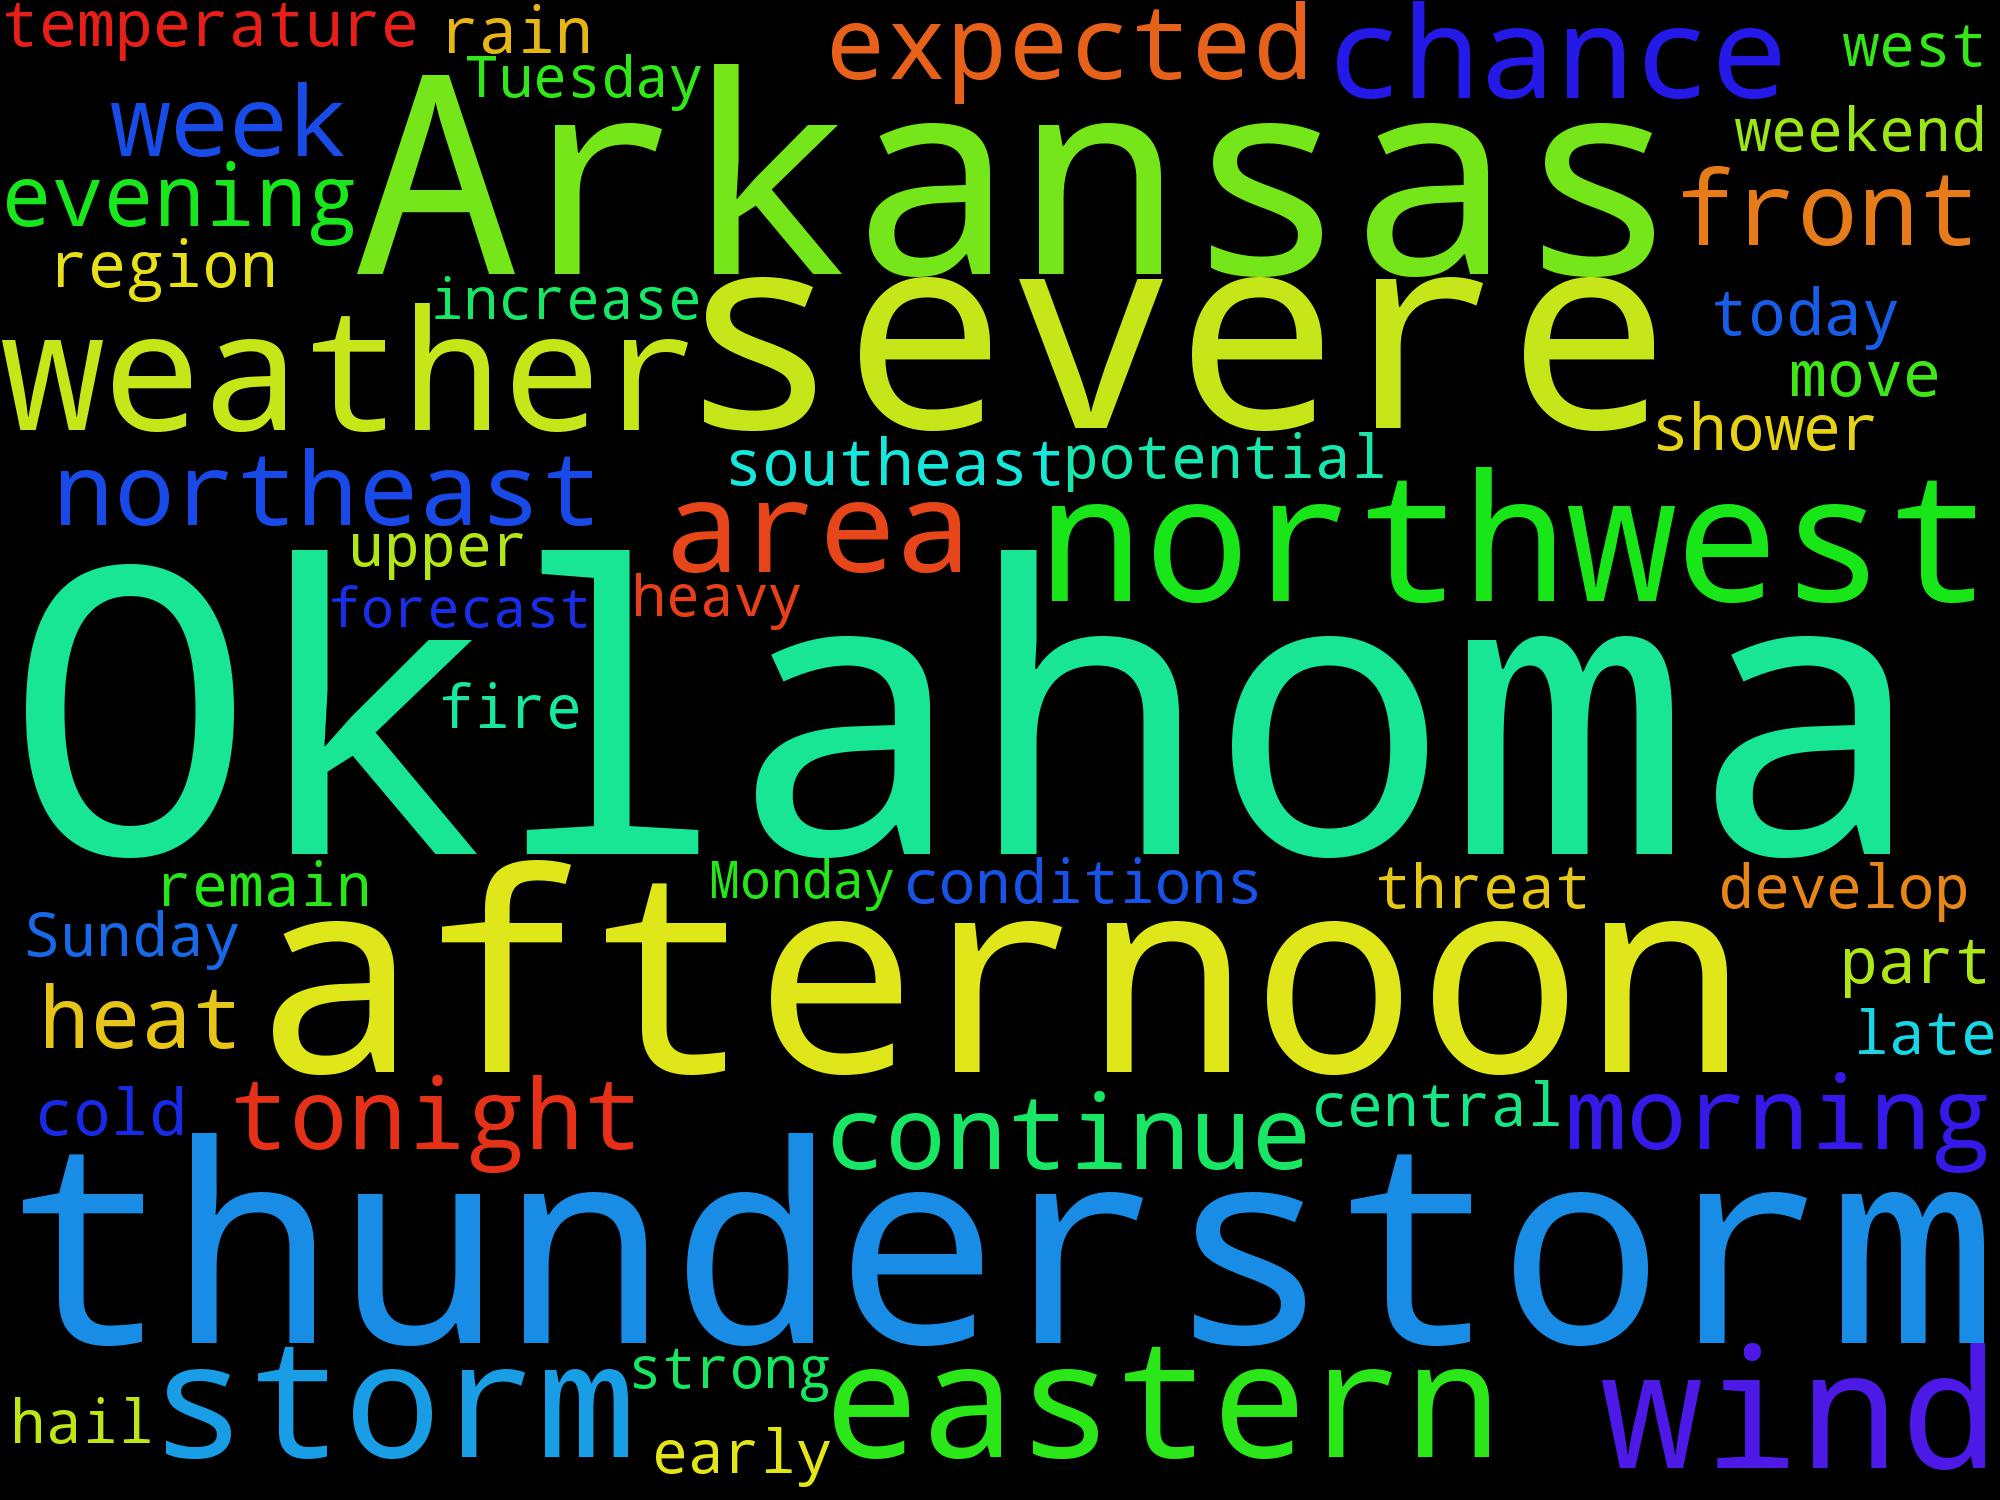 temperature rain expected chance west
Tuesday
week Arkansas weekend
evening front
region increase severe today
weather move
shower
northeast southeast potential
upper area northwest
forecast heavy
Oklahoma
fire
remain Monday conditions threat develop
Sunday afternoon part
heat late
cold tonight continue central morning
thunderstorm
storm strong eastern wind
hail early